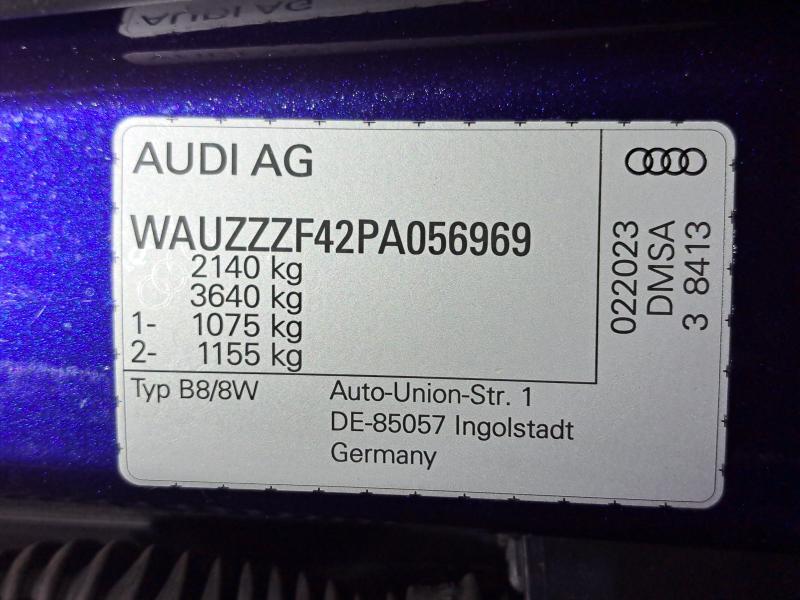 AUDI AG
WAUZZZF42PA056969
2140 kg
3640 kg
1- 1075 kg
2- 1155 kg
Typ B8/8W
Auto-Union-Str. 1
DE-85057 Ingolstadt
Germany
022023
DMSA
3 8413